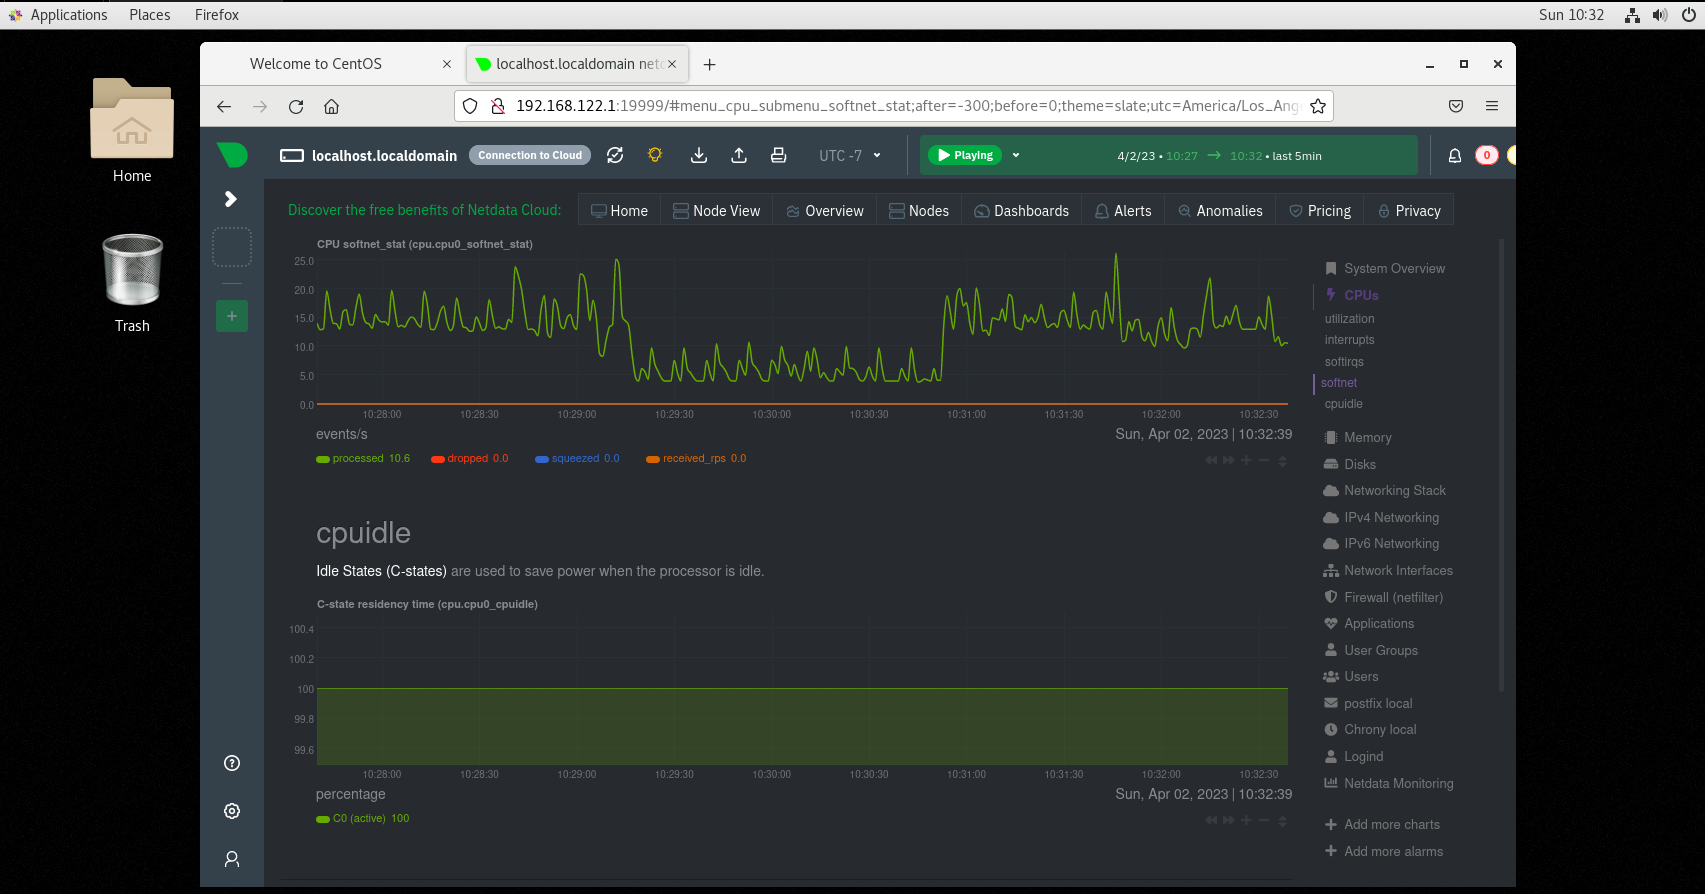 Applications Places Firefox Sun 10:32
Home
Trash
Welcome to CentOS
localhost.localdomain netd
192.168.122.1:19999/#menu_cpu_submenu_softnet_stat;after=-300;before=0;theme=slate;utc=America/Los_Ang
localhost.localdomain Connection to Cloud UTC -7 Playing 4/2/23 • 10:27 → 10:32 • last 5min 0
Discover the free benefits of Netdata Cloud: Home Node View Overview Nodes Dashboards Alerts Anomalies Pricing Privacy
CPU softnet_stat (cpu.cpu0_softnet_stat)
25.0
20.0
15.0
10.0
5.0
0.0
10:28:00 10:28:30 10:29:00 10:29:30 10:30:00 10:30:30 10:31:00 10:31:30 10:32:00 10:32:30
events/s Sun, Apr 02, 2023 | 10:32:39
processed 10.6 dropped 0.0 squeezed 0.0 received_rps 0.0
cpuidle
Idle States (C-states) are used to save power when the processor is idle.
C-state residency time (cpu.cpu0_cpuidle)
100.4
100.2
100
99.8
99.6
10:28:00 10:28:30 10:29:00 10:29:30 10:30:00 10:30:30 10:31:00 10:31:30 10:32:00 10:32:30
percentage Sun, Apr 02, 2023 | 10:32:39
C0 (active) 100
System Overview
CPUs
utilization
interrupts
softirqs
softnet
cpuidle
Memory
Disks
Networking Stack
IPv4 Networking
IPv6 Networking
Network Interfaces
Firewall (netfilter)
Applications
User Groups
Users
postfix local
Chrony local
Logind
Netdata Monitoring
Add more charts
Add more alarms